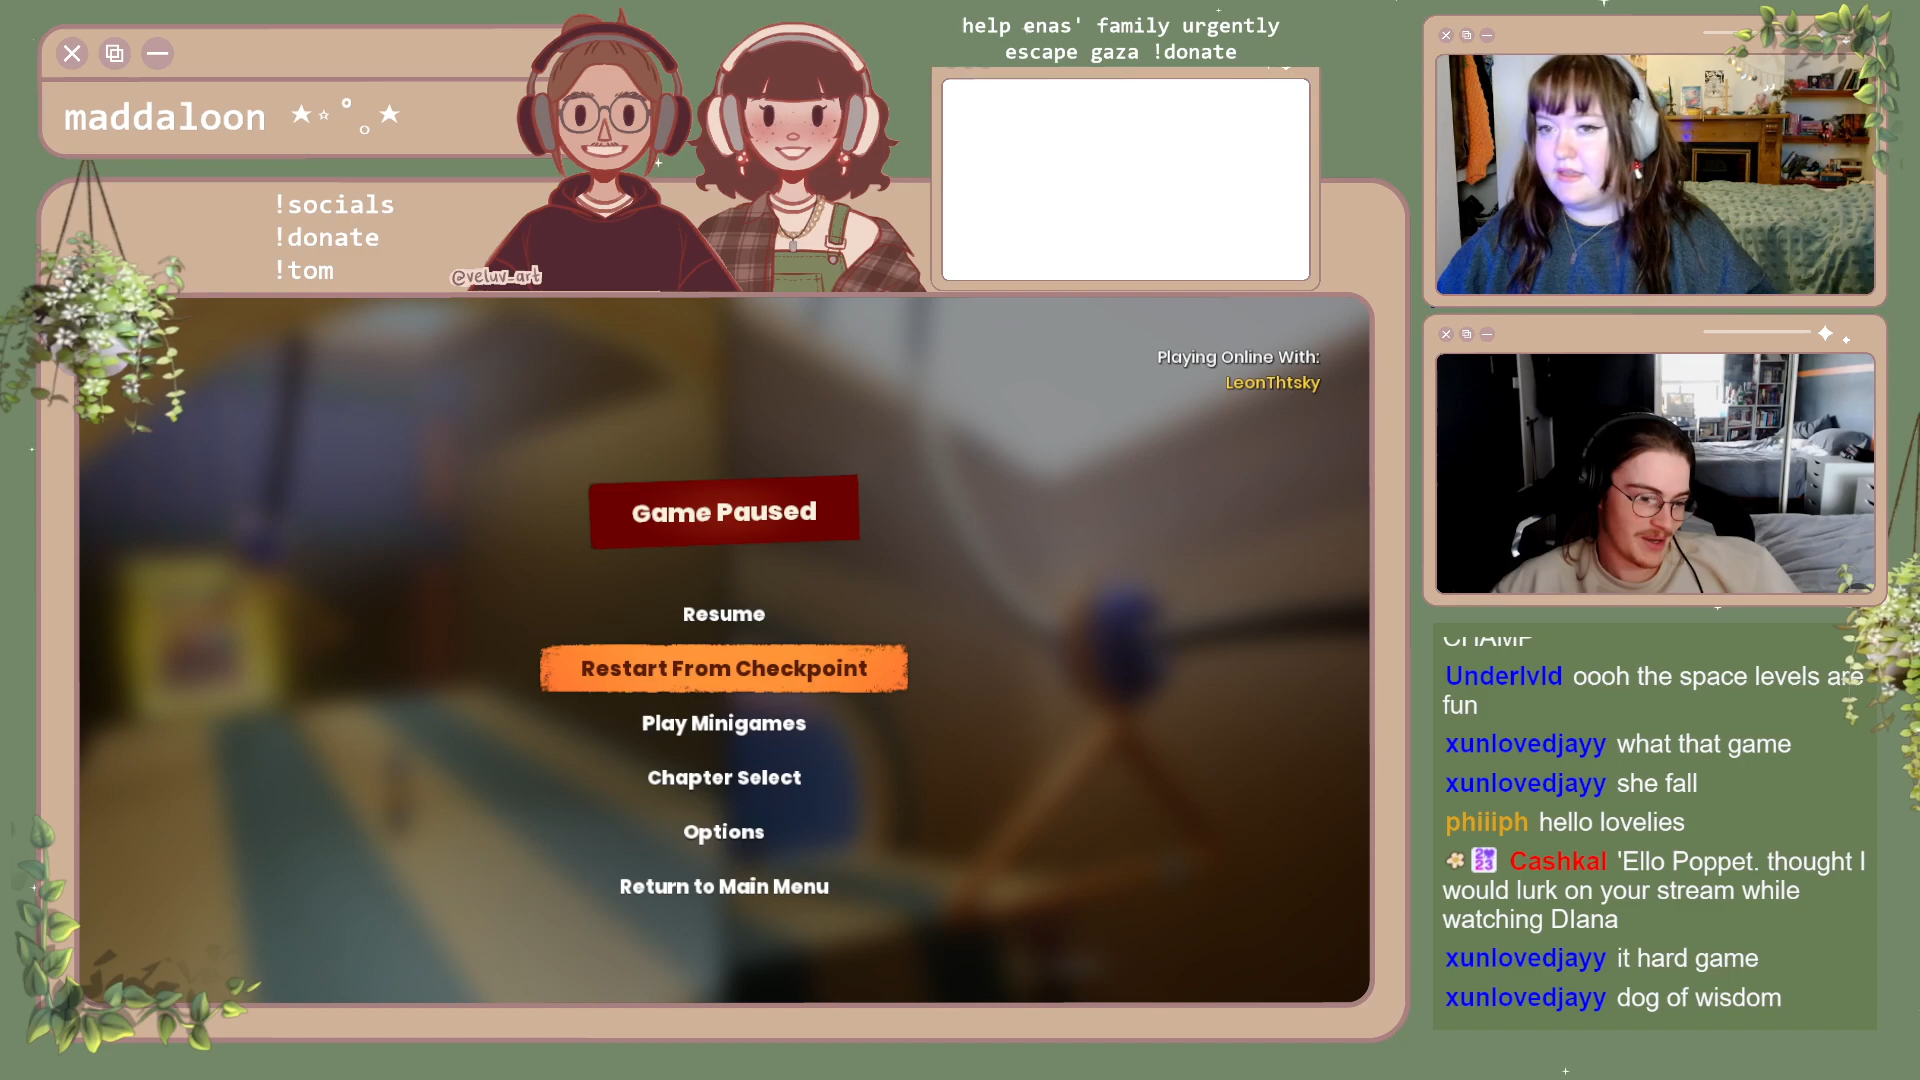 help enas' family urgently
escape gaza !donate
maddaloon
!socials
!donate
!tom
@veluv_art
Playing Online With:
LeonThtsky
Game Paused
Resume
Restart From Checkpoint
Play Minigames
Chapter Select
Options
Return to Main Menu
CHAMP
Underlvld oooh the space levels are
fun
xunlovedjayy what that game
xunlovedjayy she fall
phiiiph hello lovelies
Cashkal 'Ello Poppet. thought I
would lurk on your stream while
watching DIana
xunlovedjayy it hard game
xunlovedjayy dog of wisdom